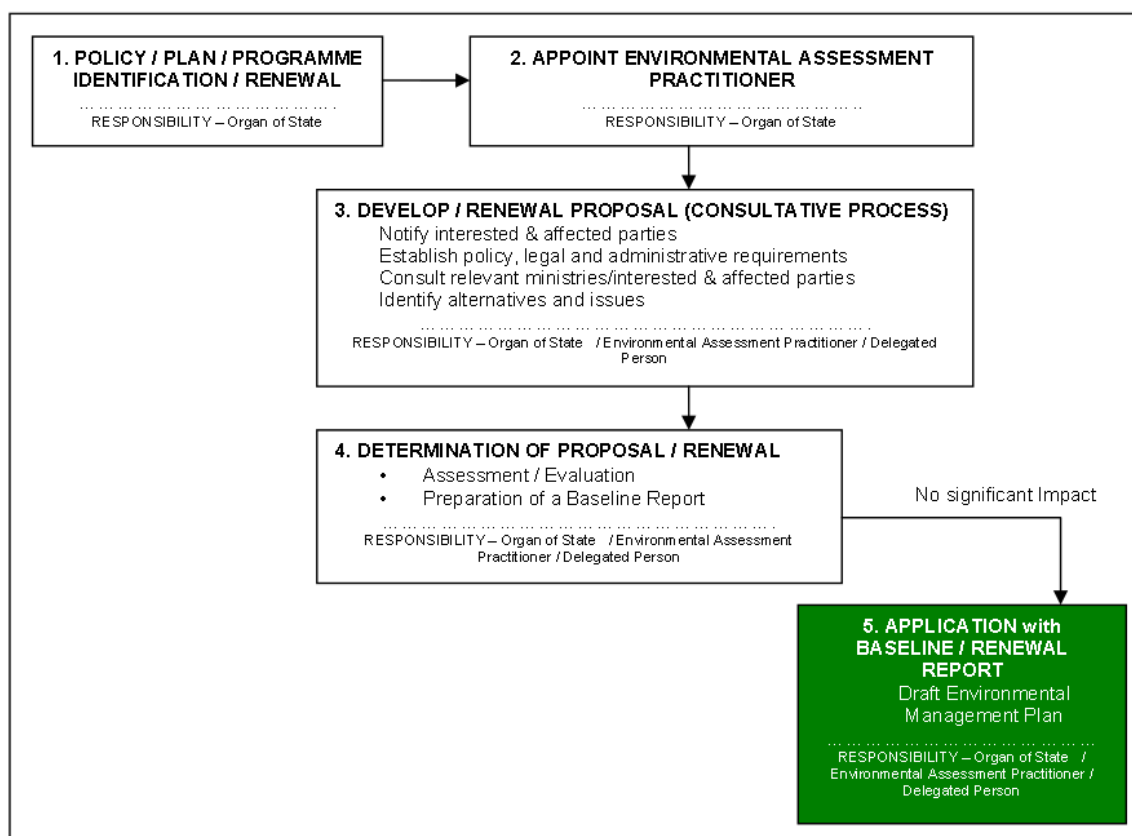 1. POLICY / PLAN / PROGRAMME
IDENTIFICATION / RENEWAL
… … … … … … … … … … … … … .
RESPONSIBILITY – Organ of State
2. APPOINT ENVIRONMENTAL ASSESSMENT
PRACTITIONER
… … … … … … … … … … … … … … ..
RESPONSIBILITY – Organ of State
3. DEVELOP / RENEWAL PROPOSAL (CONSULTATIVE PROCESS)
Notify interested & affected parties
Establish policy, legal and administrative requirements
Consult relevant ministries/interested & affected parties
Identify alternatives and issues
… … … … … … … … … … … … … … … … … … … … … … … .
RESPONSIBILITY – Organ of State / Environmental Assessment Practitioner / Delegated
Person
4. DETERMINATION OF PROPOSAL / RENEWAL
• Assessment / Evaluation
• Preparation of a Baseline Report
… … … … … … … … … … … … … … … … … … … … .
RESPONSIBILITY – Organ of State / Environmental Assessment
Practitioner / Delegated Person
No significant Impact
5. APPLICATION with
BASELINE / RENEWAL
REPORT
Draft Environmental
Management Plan
… … … … … … … … … … … … … …
RESPONSIBILITY – Organ of State /
Environmental Assessment Practitioner /
Delegated Person